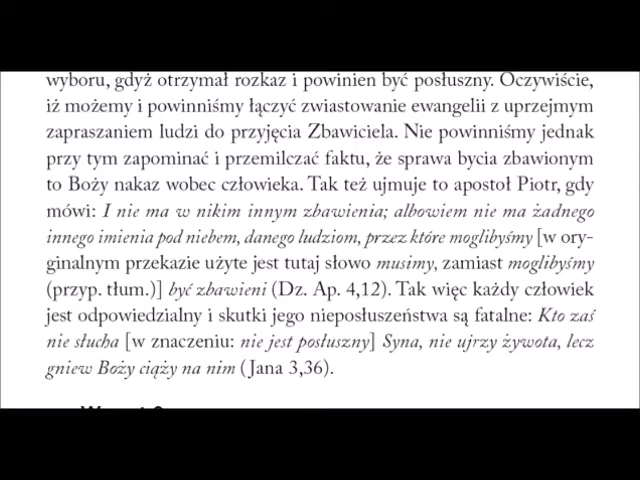 wyboru, gdyż otrzymał rozkaz i powinien być posłuszny. Oczywiście,
iż możemy i powinniśmy łączyć zwiastowanie ewangelii z uprzejmym
zapraszaniem ludzi do przyjęcia Zbawiciela. Nie powinniśmy jednak
przy tym zapominać i przemilczać faktu, że sprawa bycia zbawionym
to Boży nakaz wobec człowieka. Tak też ujmuje to apostoł Piotr, gdy
mówi: I nie ma w nikim innym zbawienia; albowiem nie ma żadnego
innego imienia pod niebem, danego ludziom, przez które moglibyśmy [w ory-
ginalnym przekazie użyte jest tutaj słowo musimy, zamiast moglibyśmy
(przyp. tłum.)] być zbawieni (Dz. Ap. 4,12). Tak więc każdy człowiek
jest odpowiedzialny i skutki jego nieposłuszeństwa są fatalne: Kto zaś
nie słucha [w znaczeniu: nie jest posłuszny] Syna, nie ujrzy żywota, lecz
gniew Boży ciąży na nim (Jana 3,36).